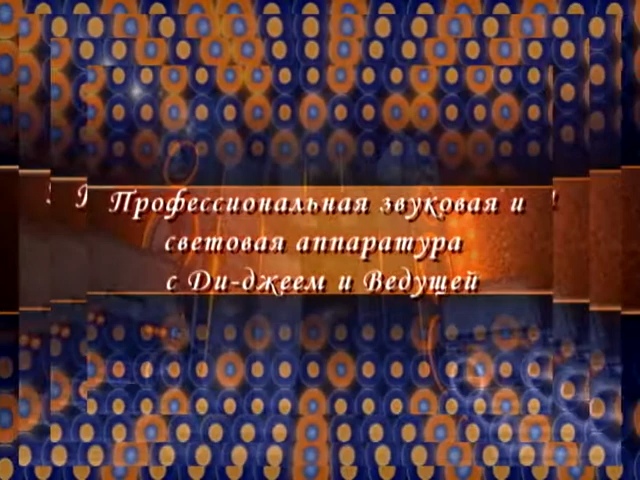 Профессиональная звуковая и
световая аппаратура
с Ди-джеем и Ведущей